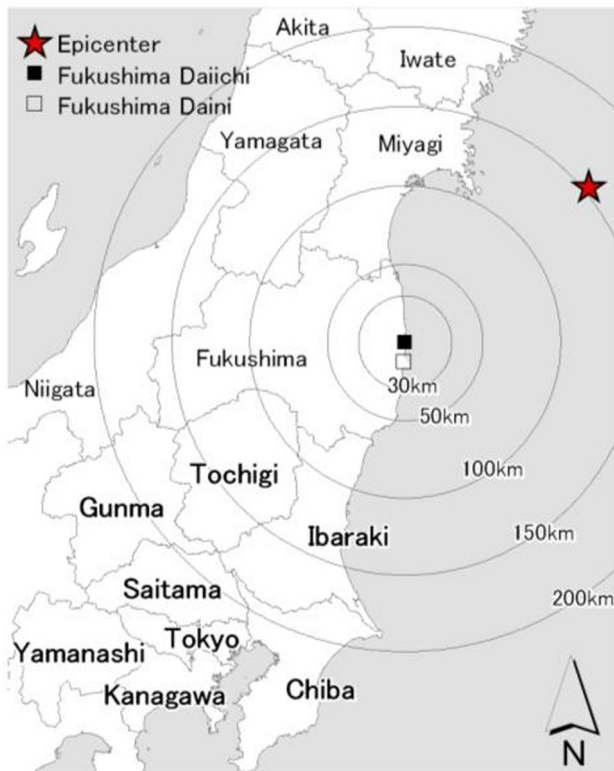 Akita
Epicenter
Iwate
Fukushima Daiichi
Fukushima Daini
Yamagata
Miyagi
Fukushima
Niigata
30km
50km
Tochigi
100km
Gunma
Ibaraki
150km
Saitama
200km
Tokyo
Yamanashi
Kanagawa
Chiba
N